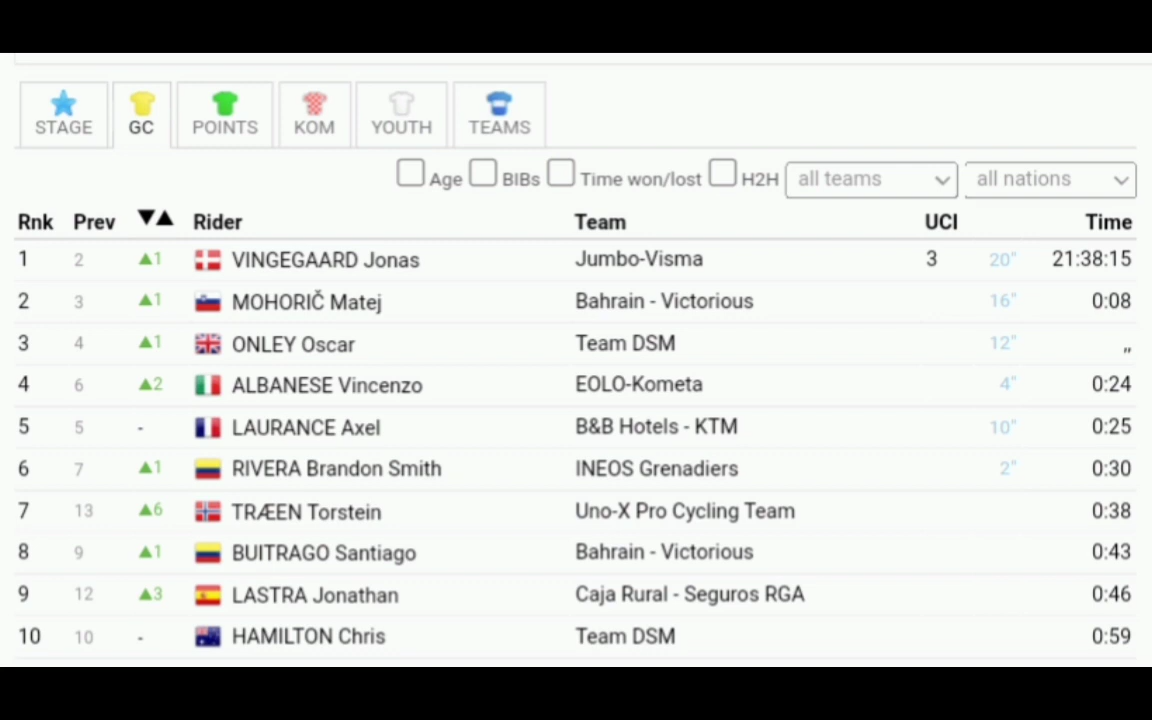 STAGE GC POINTS KOM YOUTH TEAMS
Age BIBs Time won/lost H2H all teams all nations
Rnk Prev ▼▲ Rider Team UCI Time
1 2 ▲1 VINGEGAARD Jonas Jumbo-Visma 3 20" 21:38:15
2 3 ▲1 MOHORIČ Matej Bahrain - Victorious 16" 0:08
3 4 ▲1 ONLEY Oscar Team DSM 12" ,,
4 6 ▲2 ALBANESE Vincenzo EOLO-Kometa 4" 0:24
5 5 - LAURANCE Axel B&B Hotels - KTM 10" 0:25
6 7 ▲1 RIVERA Brandon Smith INEOS Grenadiers 2" 0:30
7 13 ▲6 TRÆEN Torstein Uno-X Pro Cycling Team 0:38
8 9 ▲1 BUITRAGO Santiago Bahrain - Victorious 0:43
9 12 ▲3 LASTRA Jonathan Caja Rural - Seguros RGA 0:46
10 10 - HAMILTON Chris Team DSM 0:59